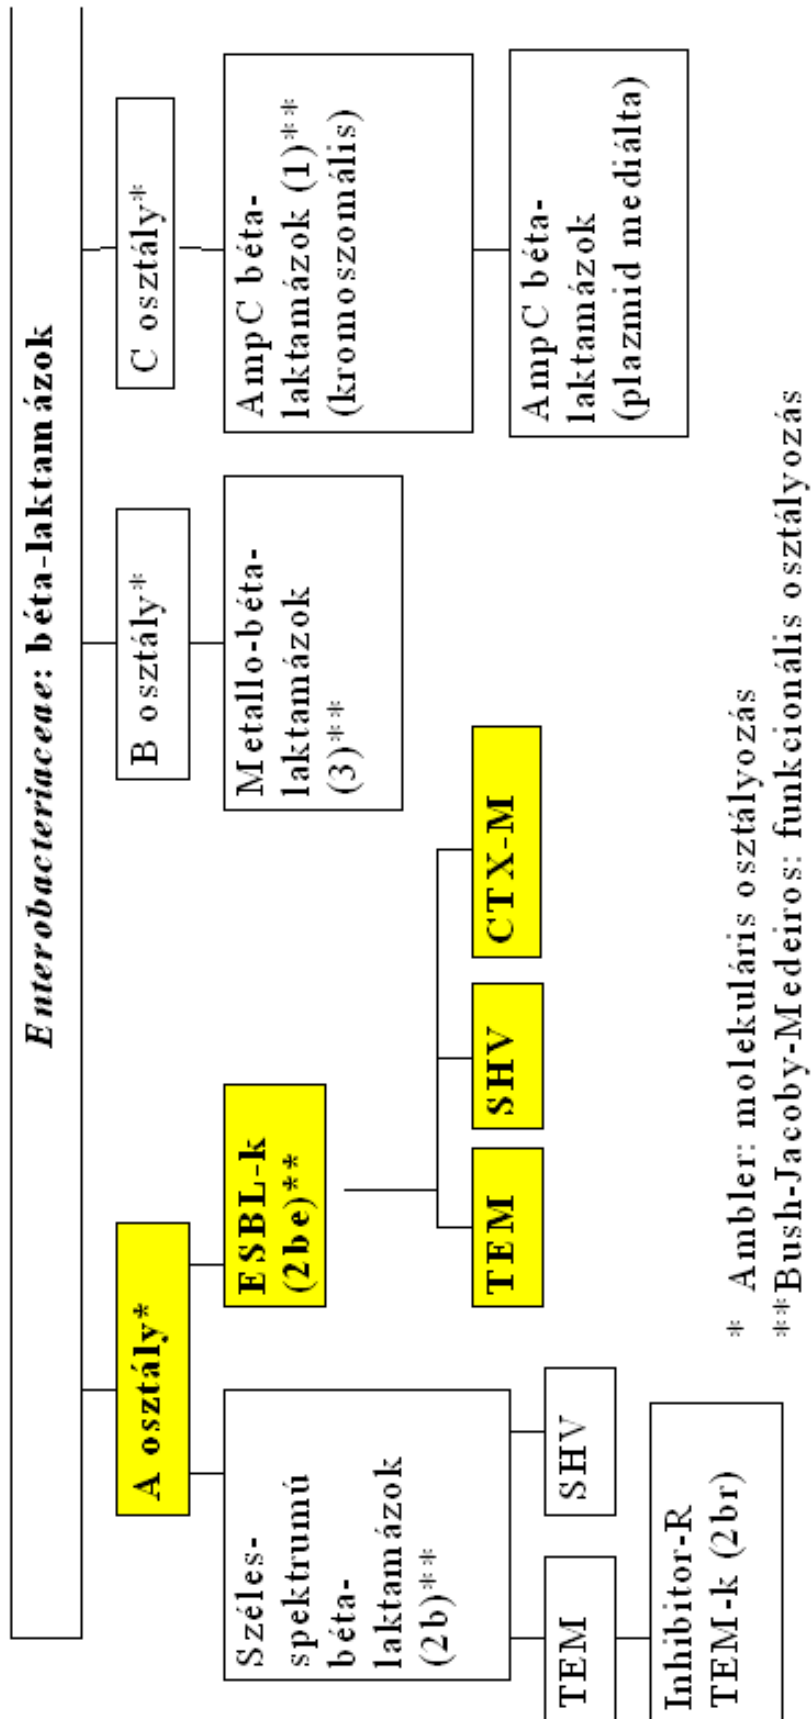 Enterobacteriaceae: béta-laktamázok
A osztály*
B osztály*
C osztály*
Széles-
spektrumú
béta-
laktamázok
(2b)**
ESBL-k
(2be)**
Metallo-béta-
laktamázok
(3)**
AmpC béta-
laktamázok (1)**
(kromoszomális)
TEM
SHV
TEM
SHV
CTX-M
AmpC béta-
laktamázok
(plazmid mediálta)
Inhibitor-R
TEM-k (2br)
* Ambler: molekuláris osztályozás
**Bush-Jacoby-Medeiros: funkcionális osztályozás